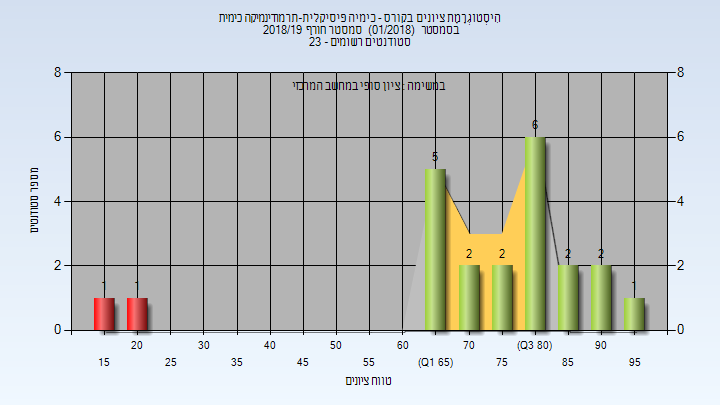 היסטוגרמת ציונים בקורס - כימיה פיסיקלית-תרמודינמיקה כימית
בסמסטר (01/2018) סמסטר חורף 2018/19
סטודנטים רשומים - 23
במשימה : ציון סופי במחשב המרכזי
8 8
6 6
4 4
2 2
0 0
מספר סטודנטים
1 1 5 2 2 6 2 2 1
20 30 40 50 60 70 (Q3 80) 90
15 25 35 45 55 (Q1 65) 75 85 95
טווח ציונים